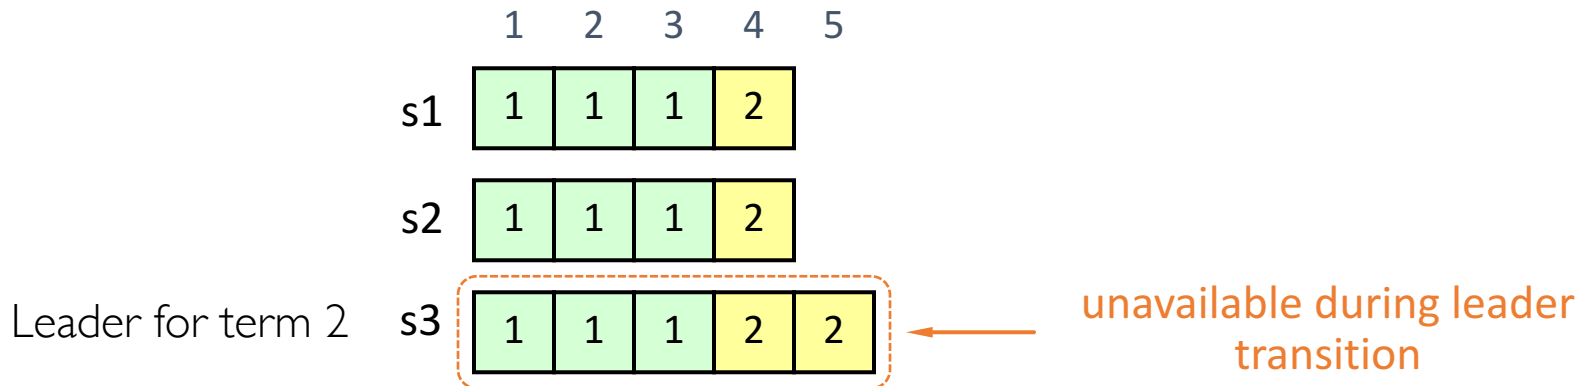 1 2 3 4 5
s1 1 1 1 2
s2 1 1 1 2
Leader for term 2 s3 1 1 1 2 2
unavailable during leader
transition